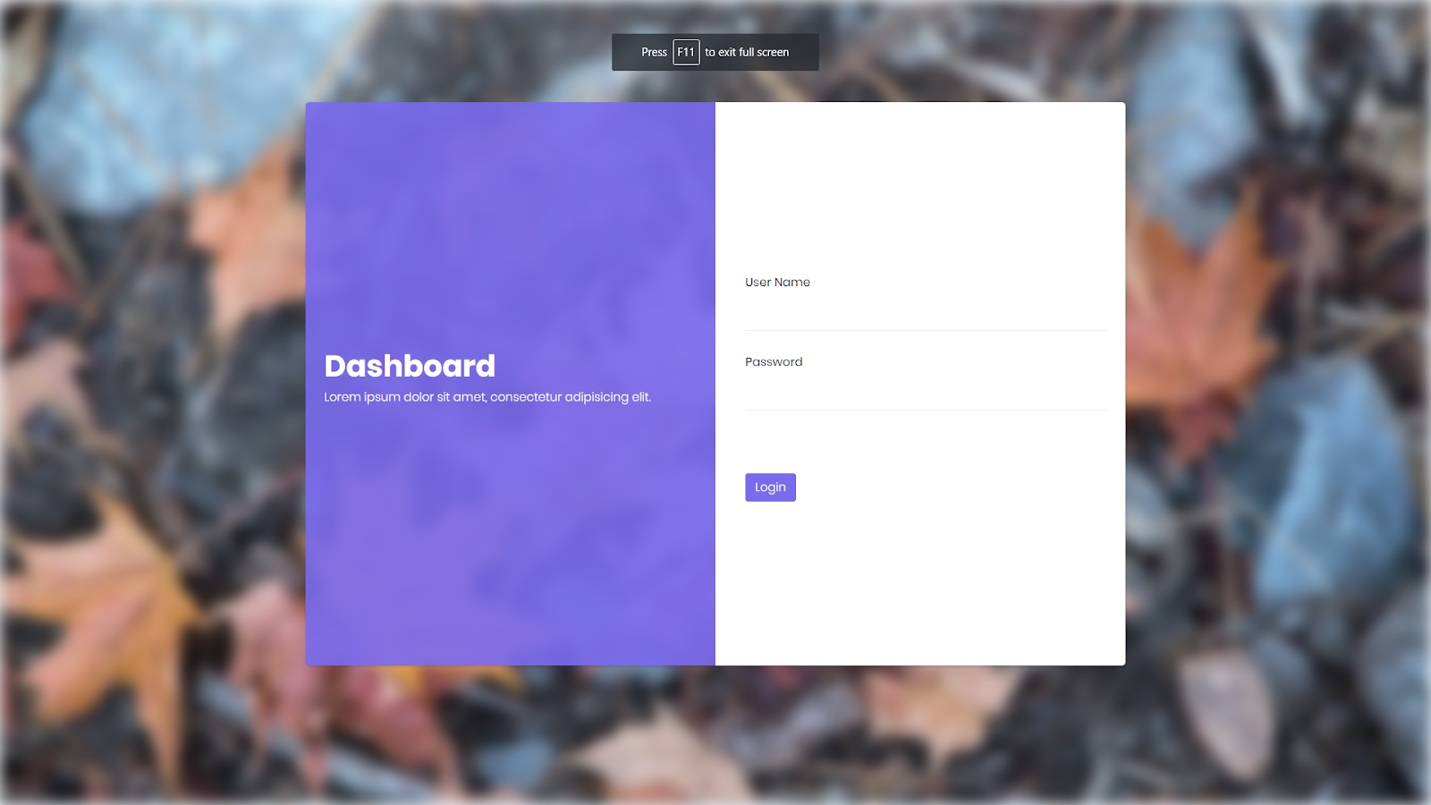 Press F11 to exit full screen
User Name
Dashboard
Lorem ipsum dolor sit amet, consectetur adipisicing elit.
Password
Login